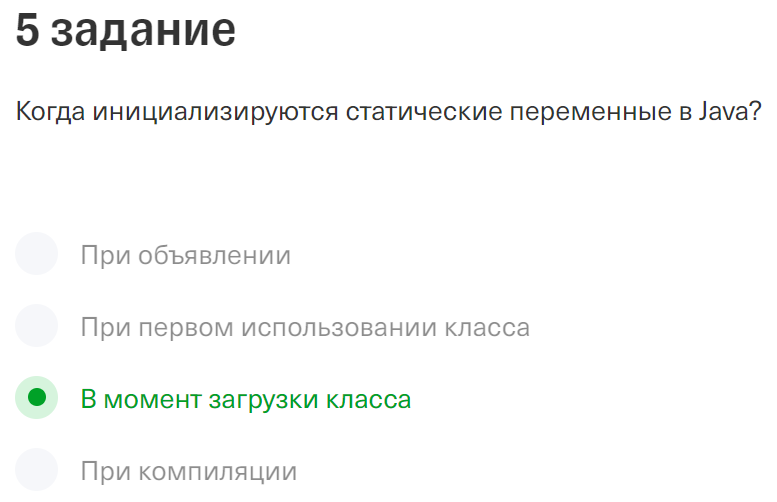 5 задание
Когда инициализируются статические переменные в Java?
При объявлении
При первом использовании класса
В момент загрузки класса
При компиляции